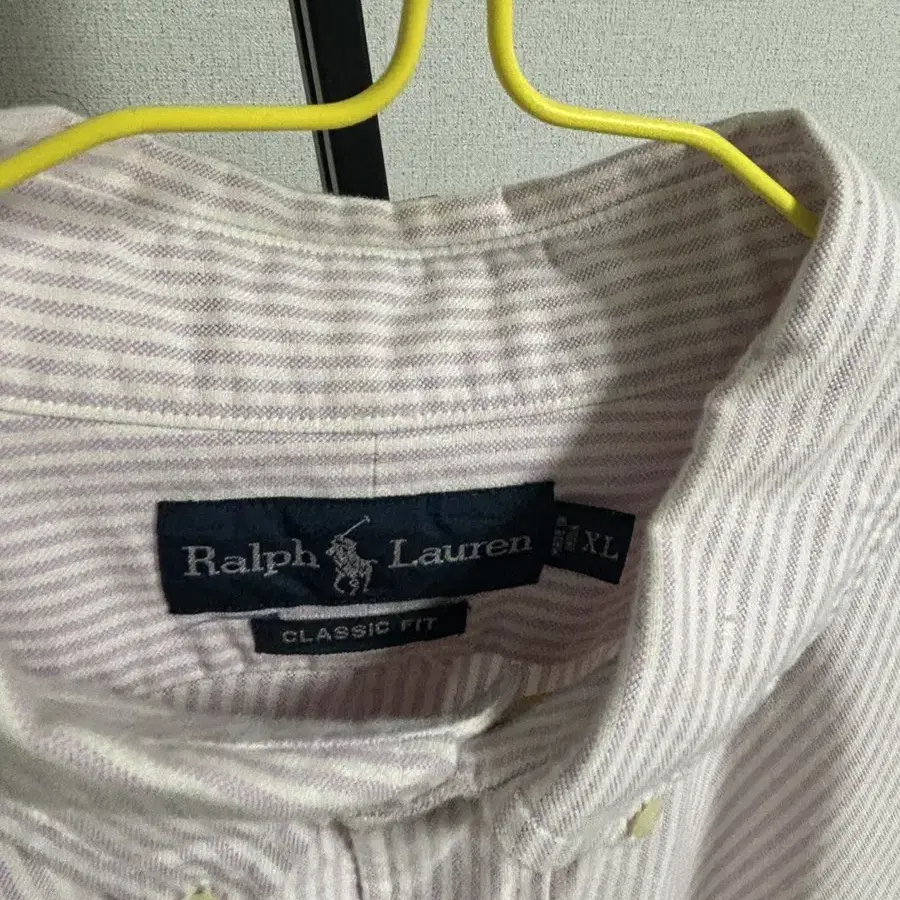 Ralph Lauren
XL
CLASSIC FIT